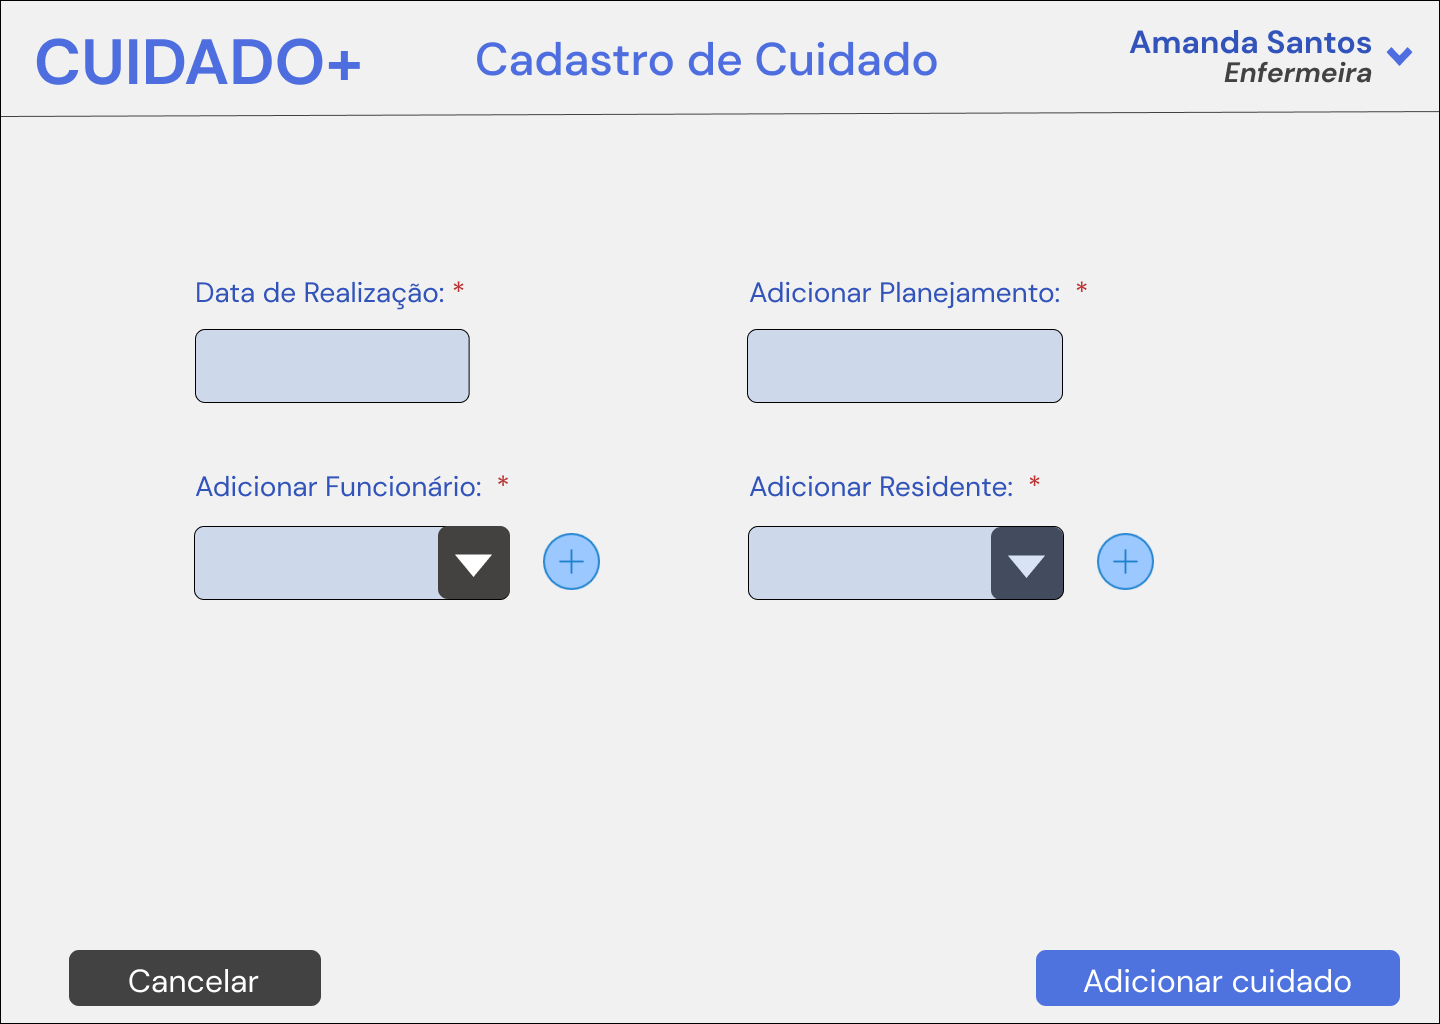 CUIDADO+
Cadastro de Cuidado
Amanda Santos
Enfermeira
Data de Realização: *
Adicionar Planejamento: *
Adicionar Funcionário: *
Adicionar Residente: *
Cancelar
Adicionar cuidado